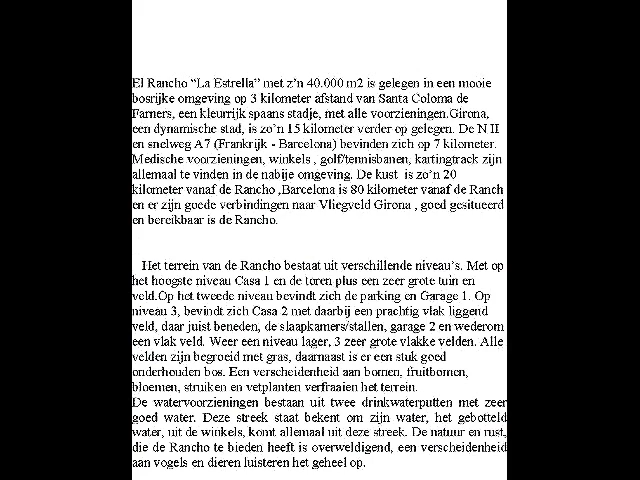 El Rancho “La Estrella” met z’n 40.000 m2 is gelegen in een mooie
bosrijke omgeving op 3 kilometer afstand van Santa Coloma de
Farners, een kleurrijk spaans stadje, met alle voorzieningen.Girona,
een dynamische stad, is zo’n 15 kilometer verder op gelegen. De N II
en snelweg A7 (Frankrijk - Barcelona) bevinden zich op 7 kilometer.
Medische voorzieningen, winkels , golf/tennisbanen, kartingtrack zijn
allemaal te vinden in de nabije omgeving. De kust  is zo’n 20
kilometer vanaf de Rancho ,Barcelona is 80 kilometer vanaf de Ranch
en er zijn goede verbindingen naar Vliegveld Girona , goed gesitueerd
en bereikbaar is de Rancho.
Het terrein van de Rancho bestaat uit verschillende niveau’s. Met op
het hoogste niveau Casa 1 en de toren plus een zeer grote tuin en
veld.Op het tweede niveau bevindt zich de parking en Garage 1. Op
niveau 3, bevindt zich Casa 2 met daarbij een prachtig vlak liggend
veld, daar juist beneden, de slaapkamers/stallen, garage 2 en wederom
een vlak veld. Weer een niveau lager, 3 zeer grote vlakke velden. Alle
velden zijn begroeid met gras, daarnaast is er een stuk goed
onderhouden bos. Een verscheidenheid aan bomen, fruitbomen,
bloemen, struiken en vetplanten verfraaien het terrein.
De watervoorzieningen bestaan uit twee drinkwaterputten met zeer
goed water. Deze streek staat bekent om zijn water, het gebotteld
water, uit de winkels, komt allemaal uit deze streek. De natuur en rust,
die de Rancho te bieden heeft is overweldigend, een verscheidenheid
aan vogels en dieren luisteren het geheel op.